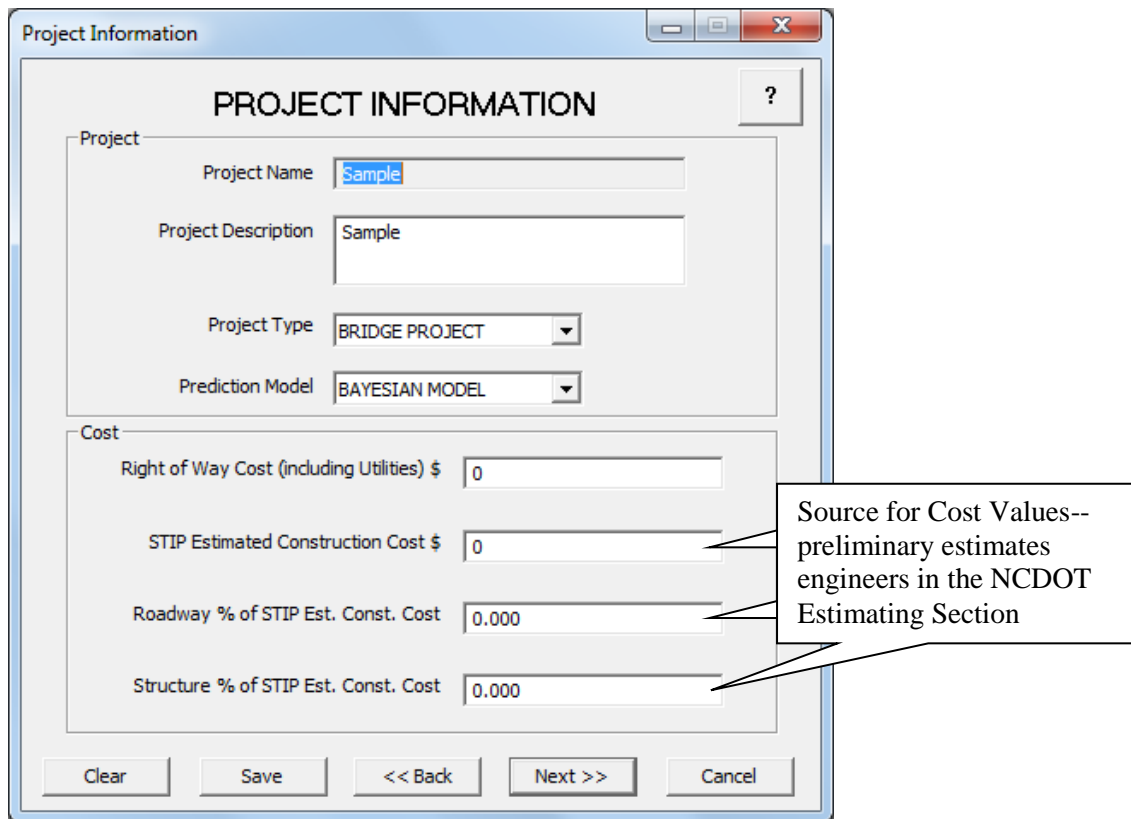 Project Information
X
PROJECT INFORMATION
?
Project
Project Name
Sample
Project Description
Sample
Project Type
BRIDGE PROJECT
Prediction Model
BAYESIAN MODEL
Cost
Right of Way Cost (including Utilities) $
0
STIP Estimated Construction Cost $
0
Roadway % of STIP Est. Const. Cost
0.000
Structure % of STIP Est. Const. Cost
0.000
Source for Cost Values--
preliminary estimates
engineers in the NCDOT
Estimating Section
Clear
Save
<< Back
Next >>
Cancel